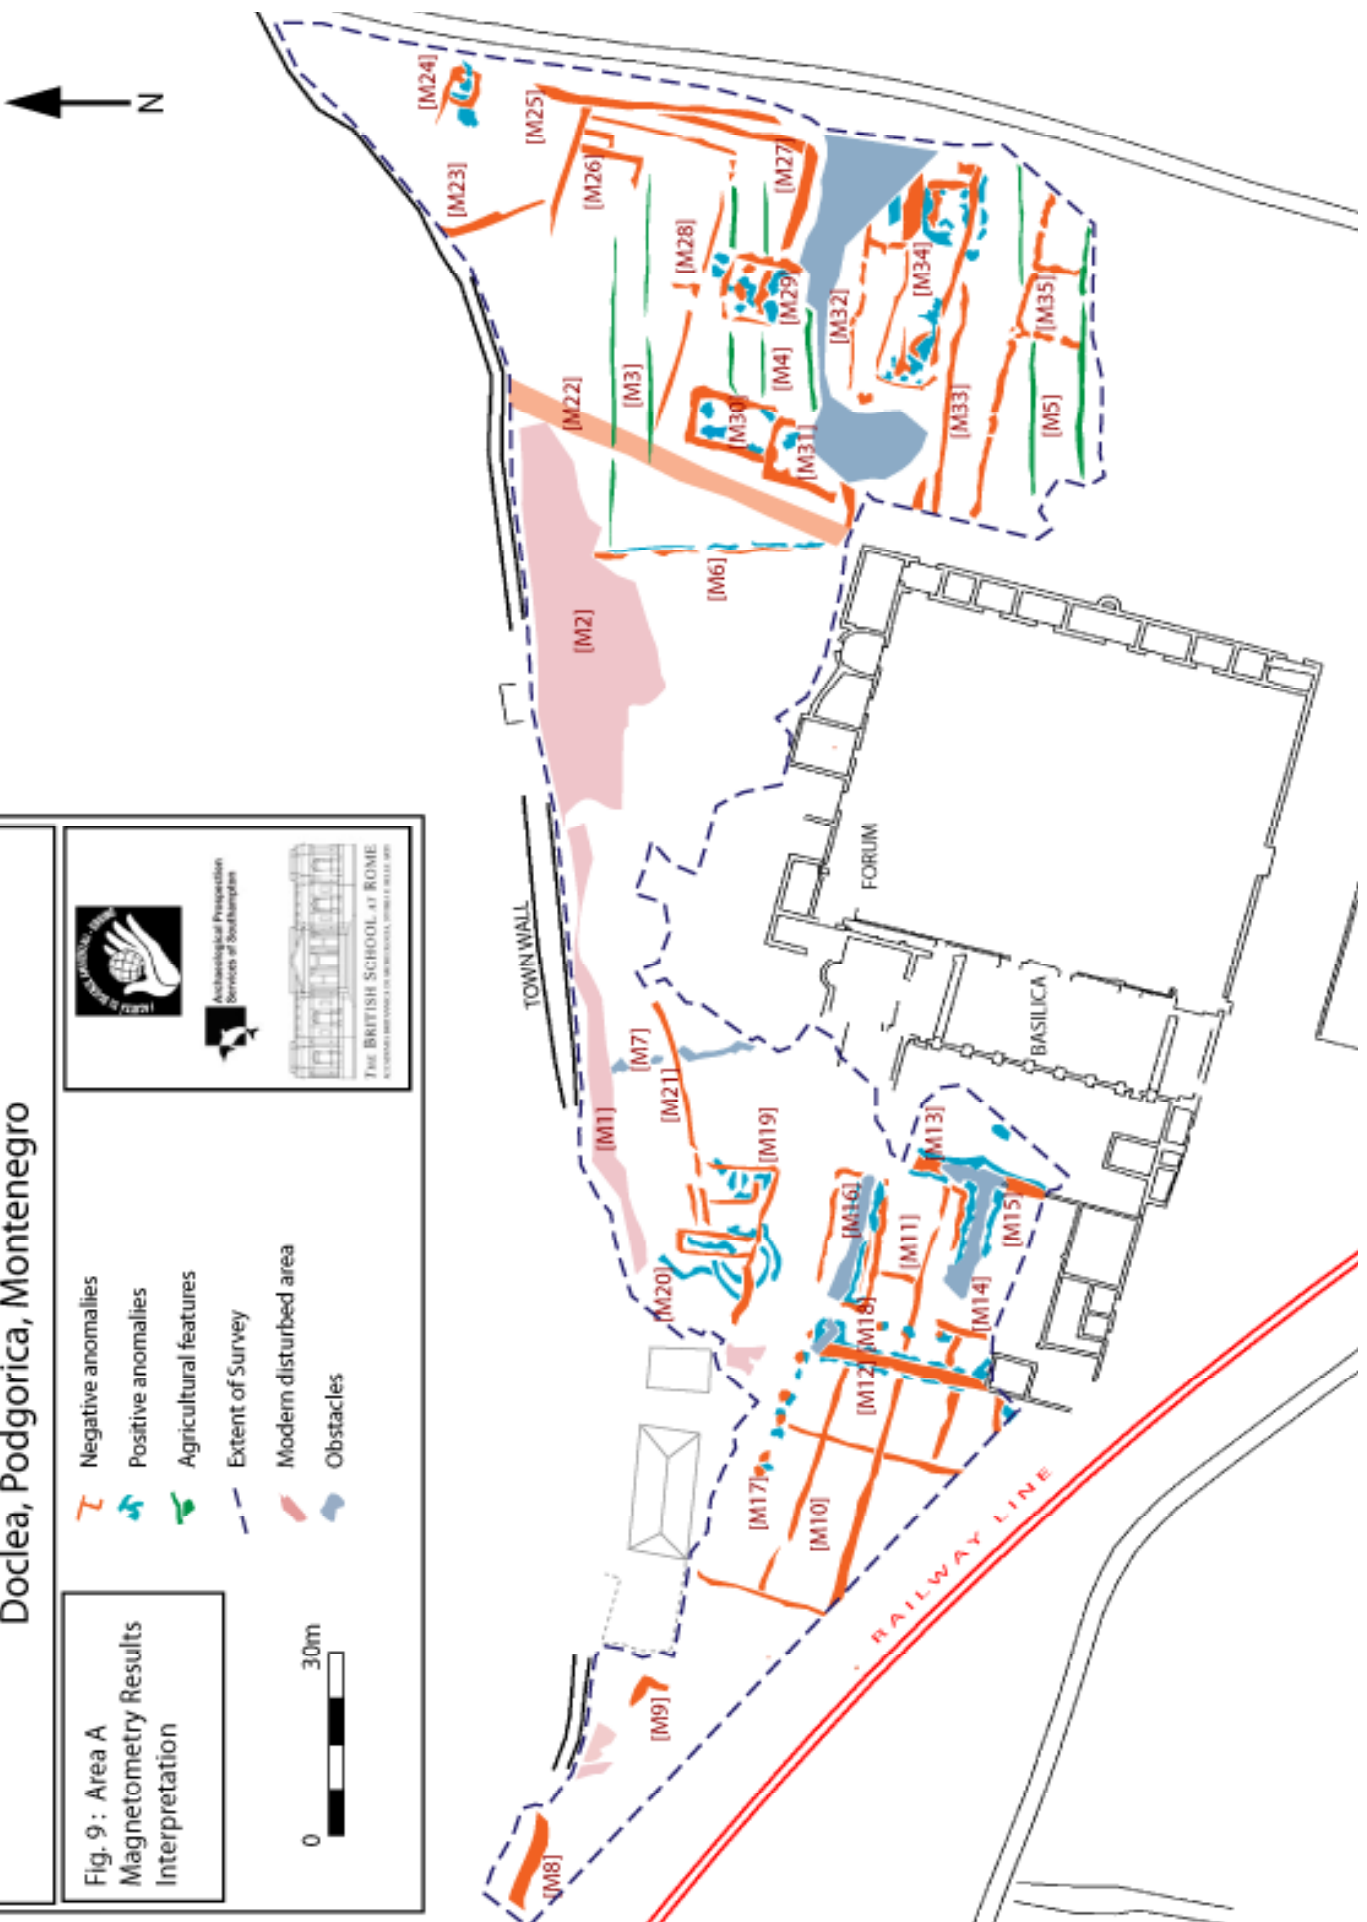 Doclea, Podgorica, Montenegro
Fig. 9 : Area A
Magnetometry Results
Interpretation
0
30m
Negative anomalies
Positive anomalies
Agricultural features
Extent of Survey
Modern disturbed area
Obstacles
Archaeological Prospection
Services of Southampton
THE BRITISH SCHOOL AT ROME
N
TOWN WALL
FORUM
BASILICA
RAILWAY LINE
[M1]
[M2]
[M3]
[M4]
[M5]
[M6]
[M7]
[M8]
[M9]
[M10]
[M11]
[M12]
[M13]
[M14]
[M15]
[M16]
[M17]
[M18]
[M19]
[M20]
[M21]
[M22]
[M23]
[M24]
[M25]
[M26]
[M27]
[M28]
[M29]
[M30]
[M31]
[M32]
[M33]
[M34]
[M35]